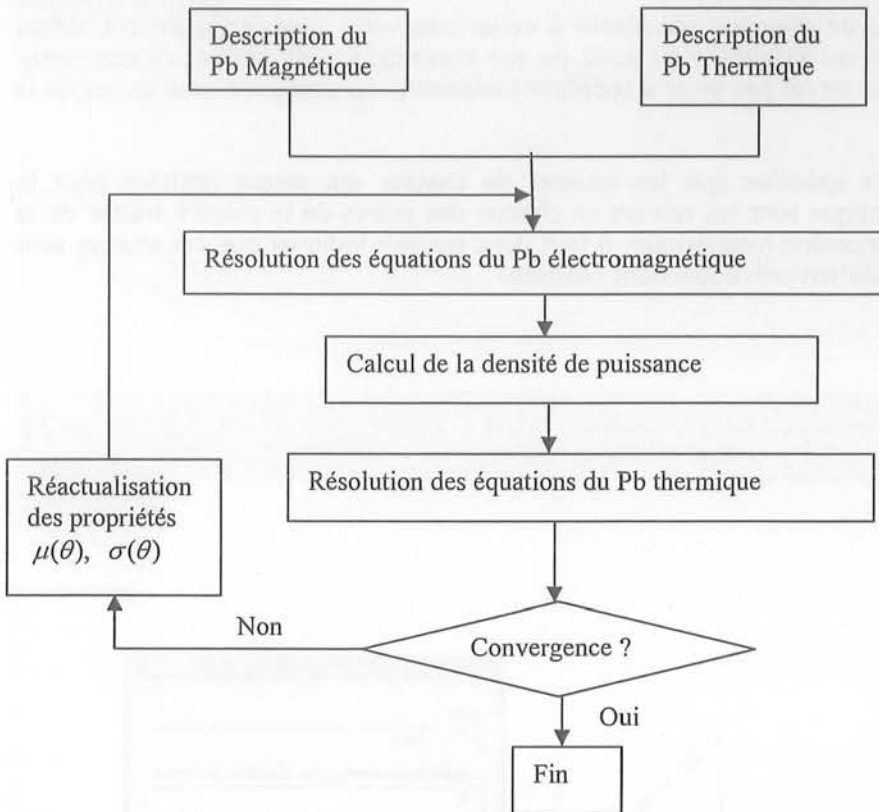 Description du
Pb Magnétique
Description du
Pb Thermique
Résolution des équations du Pb électromagnétique
Calcul de la densité de puissance
Résolution des équations du Pb thermique
Réactualisation
des propriétés
μ(θ), σ(θ)
Non
Convergence ?
Oui
Fin